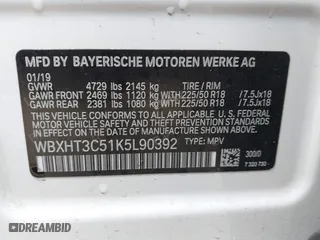 MFD BY BAYERISCHE MOTOREN WERKE AG
01/19
GVWR 4729 lbs 2145 kg TIRE / RIM
GAWR FRONT 2469 lbs 1120 kg WITH 225/50 R18 /7.5Jx18
GAWR/RXHT 2381 lbs 1080 kg WITH 225/50 R18 /7.5Jx18
THIS VEHICLE CONFORMS TO ALL APPLICABLE U.S. FEDERAL
MOTOR VEHICLE SAFETY, BUMPER, AND THEFT PREVENTION
STANDARDS IN EFFECT ON THE DATE OF MANUFACTURE
SHOWN ABOVE.
WBXHT3C51K5L90392 TYPE: MPV 300/0
AUTOBIDMASTER